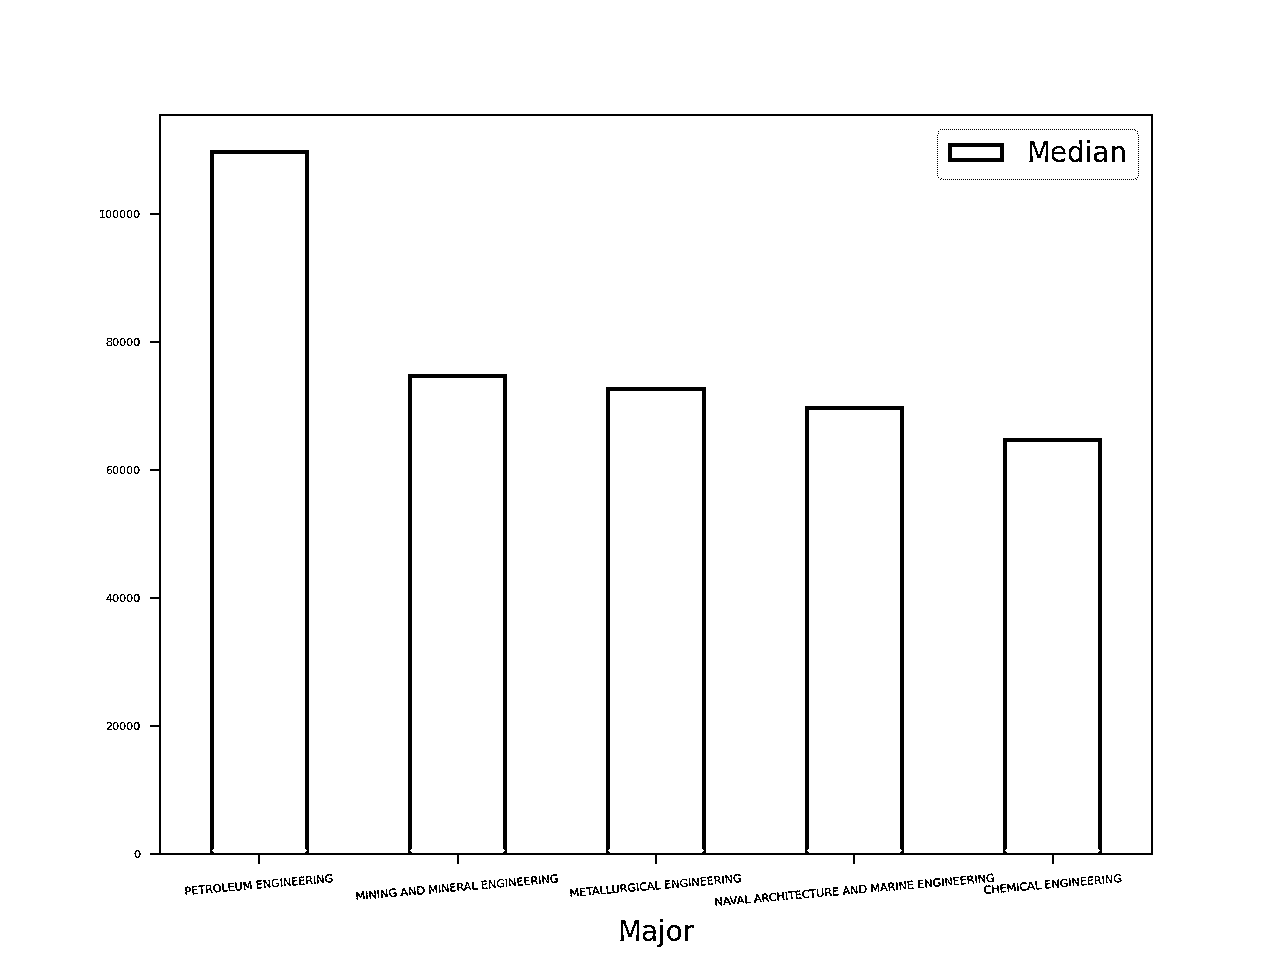 Median
100000
80000
60000
40000
20000
0
PETROLEUM ENGINEERING
MINING AND MINERAL ENGINEERING
METALLURGICAL ENGINEERING
NAVAL ARCHITECTURE AND MARINE ENGINEERING
CHEMICAL ENGINEERING
Major